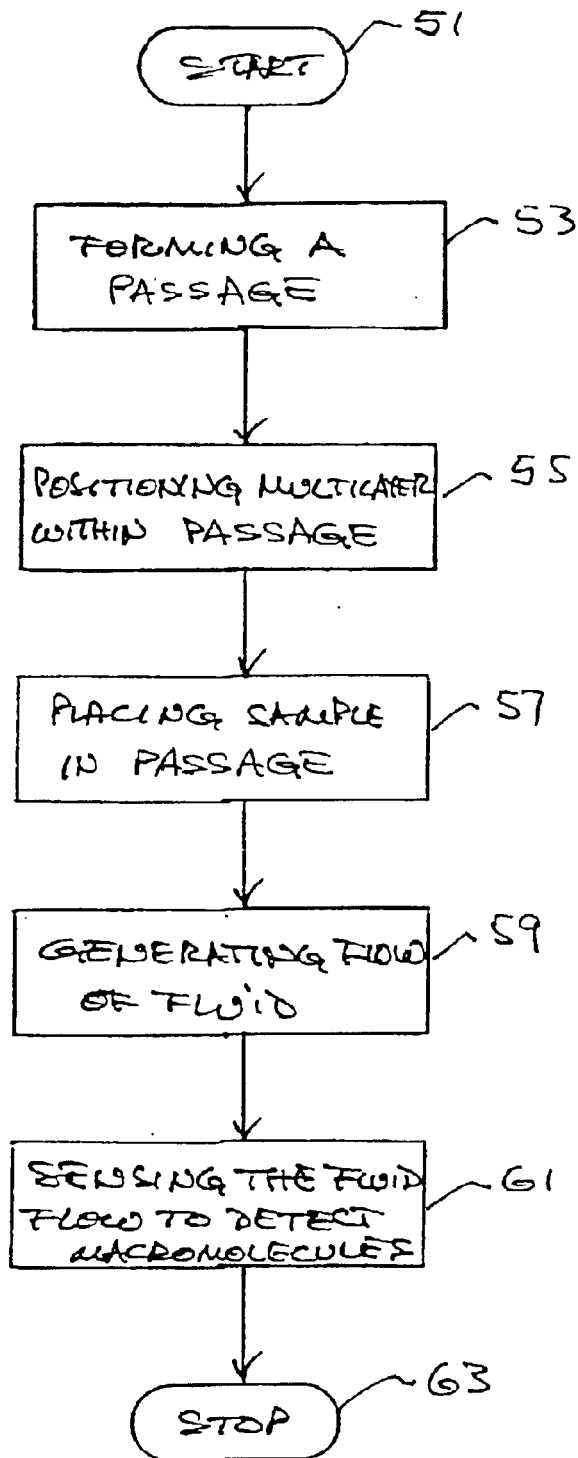 51
START
53
FORMING A
PASSAGE
55
POSITIONING MULTILAYER
WITHIN PASSAGE
57
PLACING SAMPLE
IN PASSAGE
59
GENERATING FLOW
OF FLUID
61
SENSING THE FLUID
FLOW TO DETECT
MACROMOLECULES
63
STOP